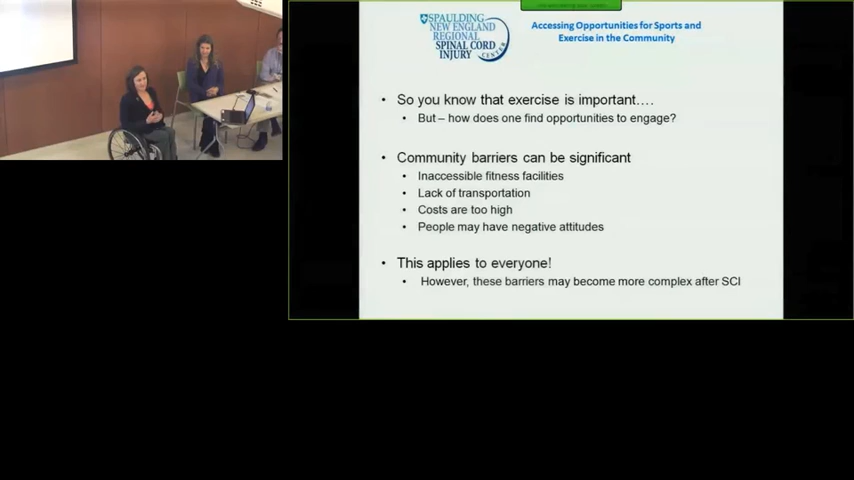 SPAULDING
NEW ENGLAND
REGIONAL
SPINAL CORD
INJURY
CENTER
Accessing Opportunities for Sports and
Exercise in the Community
• So you know that exercise is important….
• But – how does one find opportunities to engage?
• Community barriers can be significant
• Inaccessible fitness facilities
• Lack of transportation
• Costs are too high
• People may have negative attitudes
• This applies to everyone!
• However, these barriers may become more complex after SCI